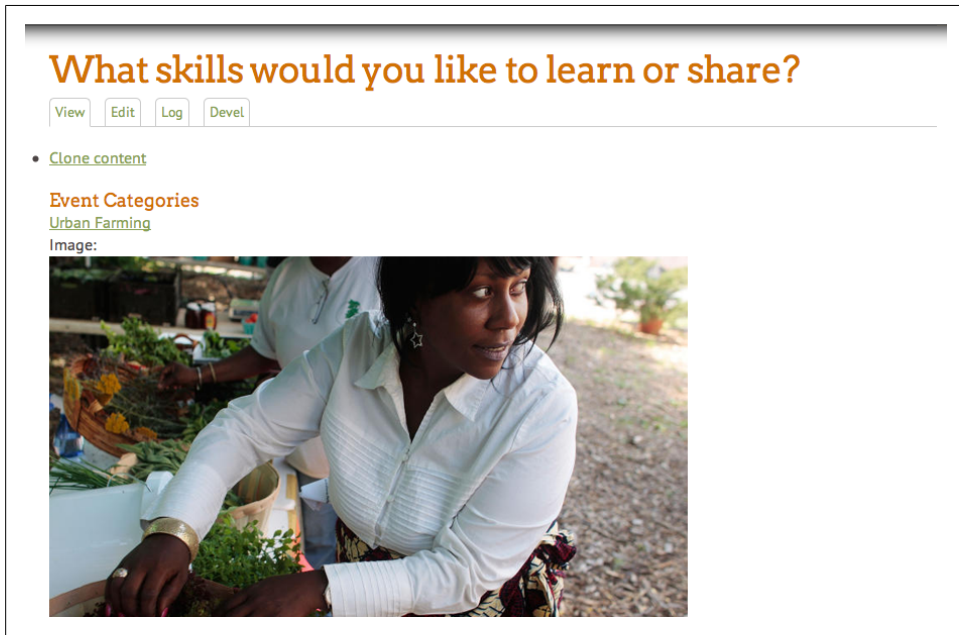 What skills would you like to learn or share?
View Edit Log Devel
Clone content
Event Categories
Urban Farming
Image: